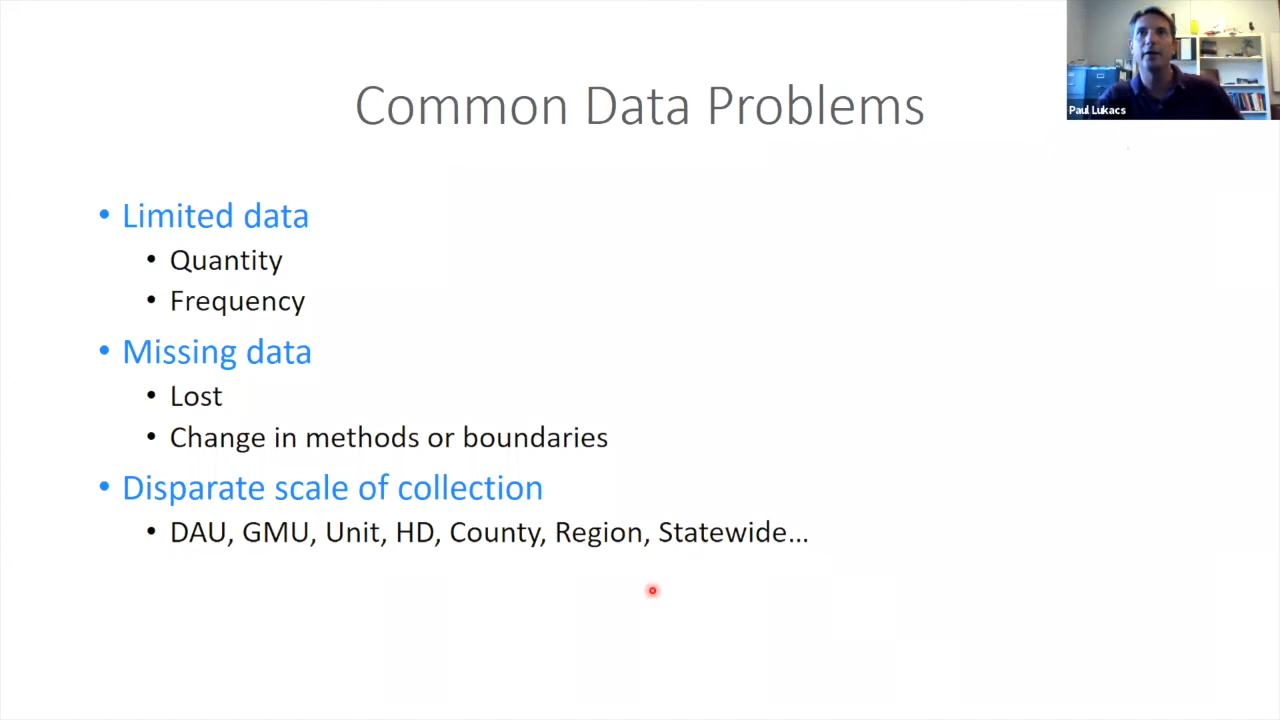 Common Data Problems
Paul Lukacs
• Limited data
• Quantity
• Frequency
• Missing data
• Lost
• Change in methods or boundaries
• Disparate scale of collection
• DAU, GMU, Unit, HD, County, Region, Statewide...